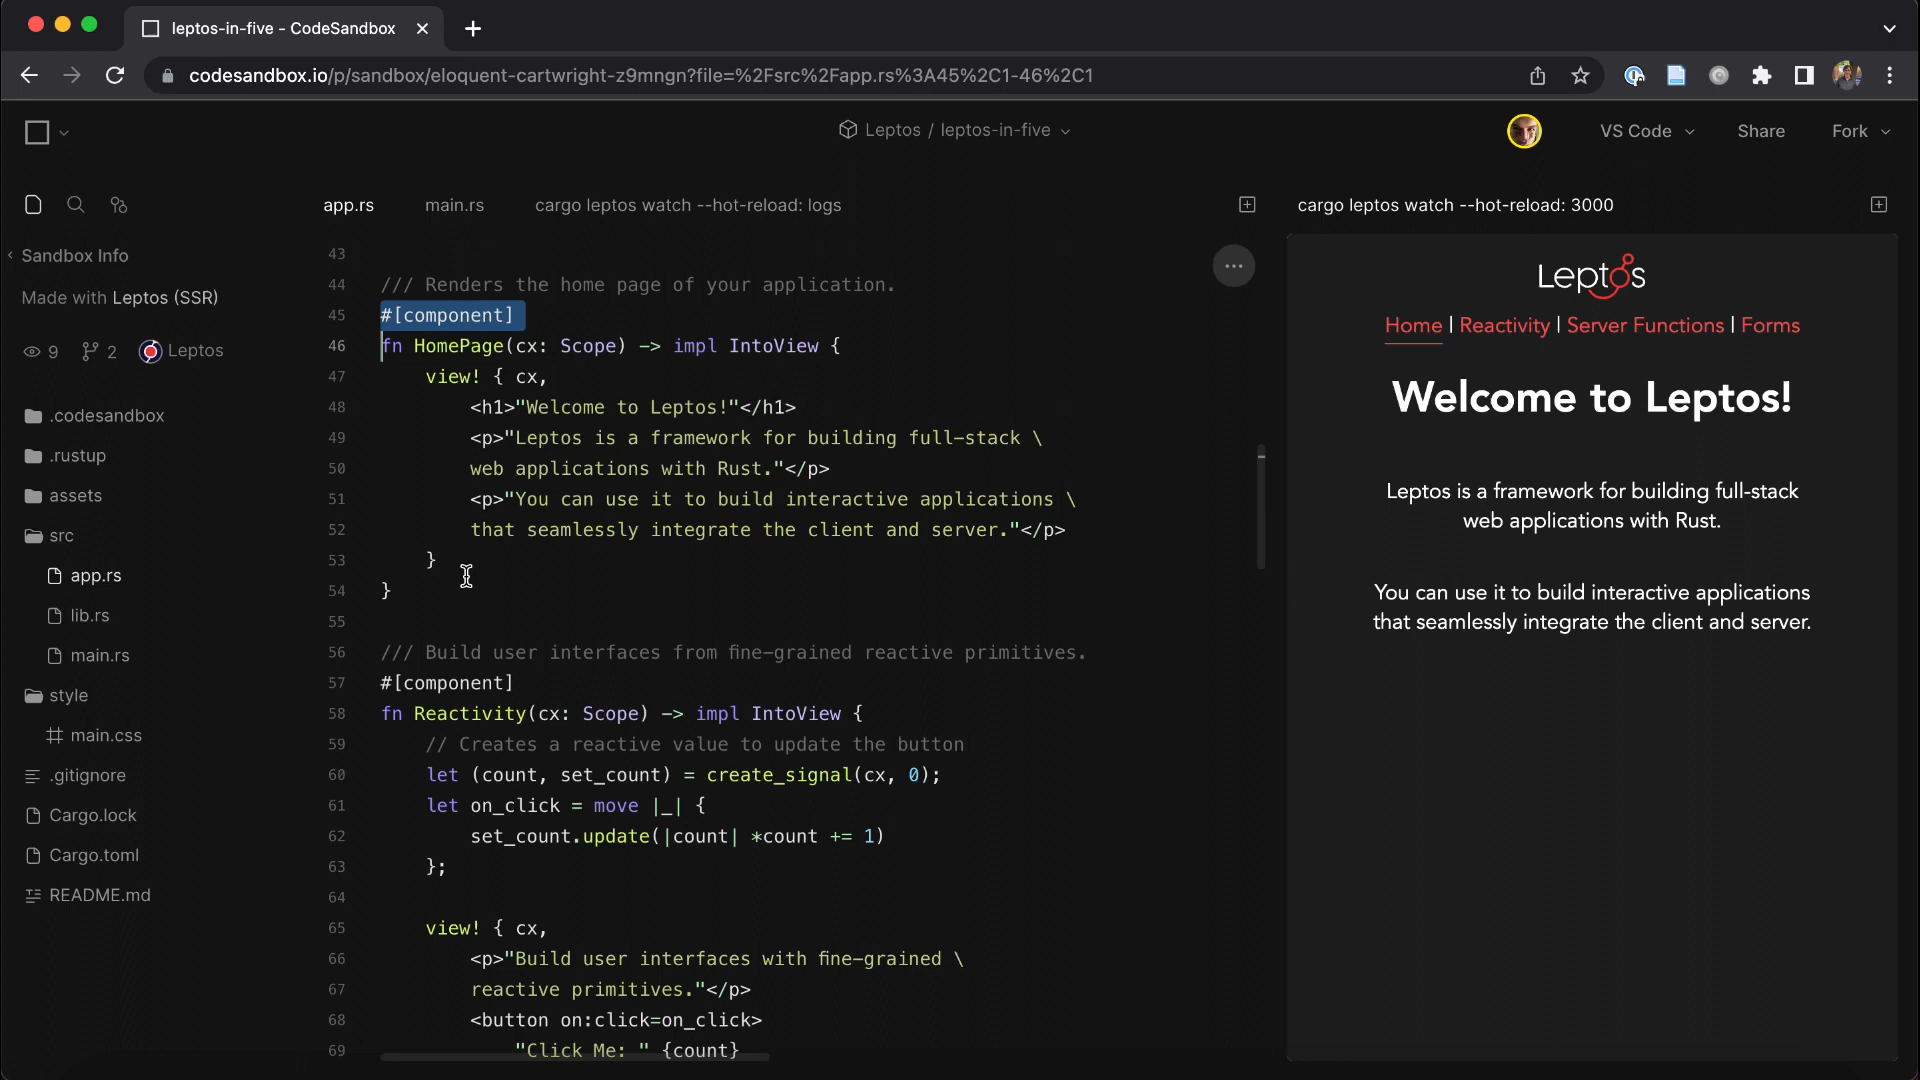 leptos-in-five - CodeSandbox
codesandbox.io/p/sandbox/eloquent-cartwright-z9mngn?file=%2Fsrc%2Fapp.rs%3A45%2C1-46%2C1
Leptos / leptos-in-five
VS Code
Share
Fork
Sandbox Info
Made with Leptos (SSR)
9
2
Leptos
.codesandbox
.rustup
assets
src
app.rs
lib.rs
main.rs
style
main.css
.gitignore
Cargo.lock
Cargo.toml
README.md
app.rs
main.rs
cargo leptos watch --hot-reload: logs
43
44 /// Renders the home page of your application.
45 #[component]
46 fn HomePage(cx: Scope) -> impl IntoView {
47 view! { cx,
48 <h1>"Welcome to Leptos!"</h1>
49 <p>"Leptos is a framework for building full-stack \
50 web applications with Rust."</p>
51 <p>"You can use it to build interactive applications \
52 that seamlessly integrate the client and server."</p>
53 }
54 }
55
56 /// Build user interfaces from fine-grained reactive primitives.
57 #[component]
58 fn Reactivity(cx: Scope) -> impl IntoView {
59 // Creates a reactive value to update the button
60 let (count, set_count) = create_signal(cx, 0);
61 let on_click = move |_| {
62 set_count.update(|count| *count += 1)
63 };
64
65 view! { cx,
66 <p>"Build user interfaces with fine-grained \
67 reactive primitives."</p>
68 <button on:click=on_click>
69 "Click Me: " {count}
cargo leptos watch --hot-reload: 3000
Leptos
Home | Reactivity | Server Functions | Forms
Welcome to Leptos!
Leptos is a framework for building full-stack
web applications with Rust.
You can use it to build interactive applications
that seamlessly integrate the client and server.